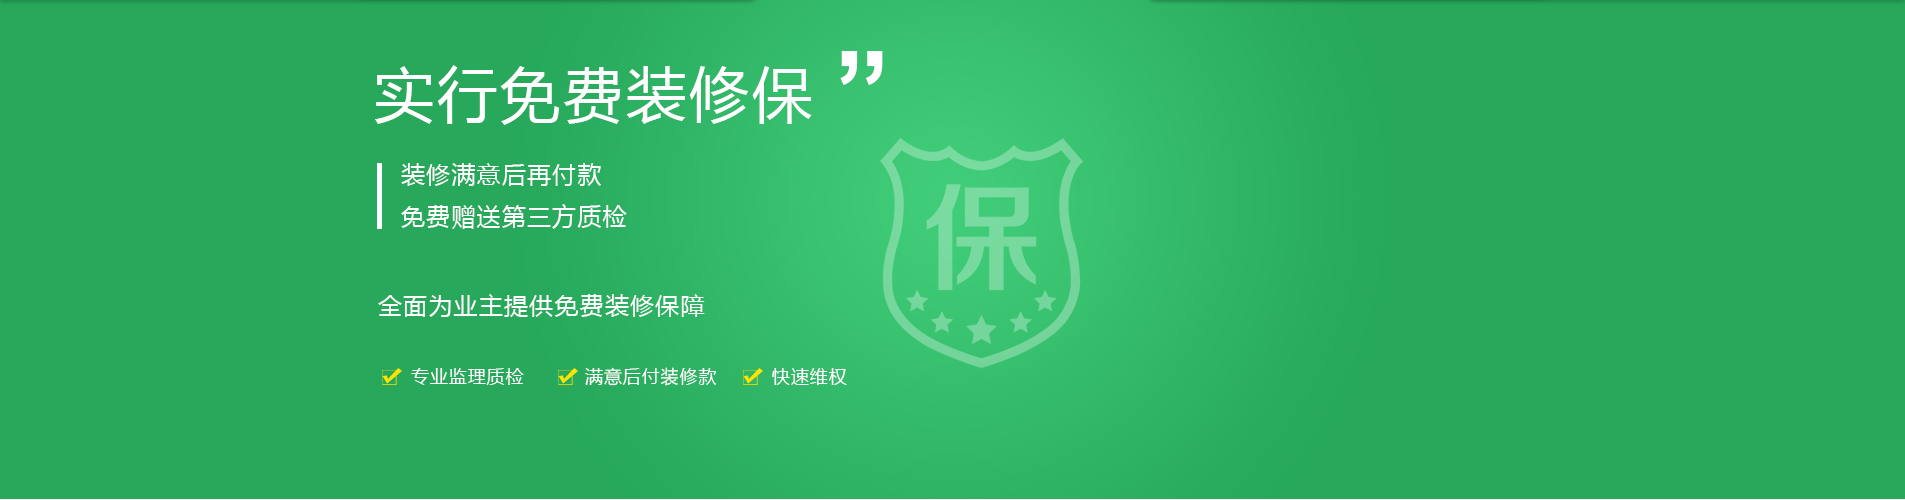 实行免费装修保 ”
装修满意后再付款
免费赠送第三方质检
保
全面为业主提供免费装修保障
专业监理质检 满意后付装修款 快速维权